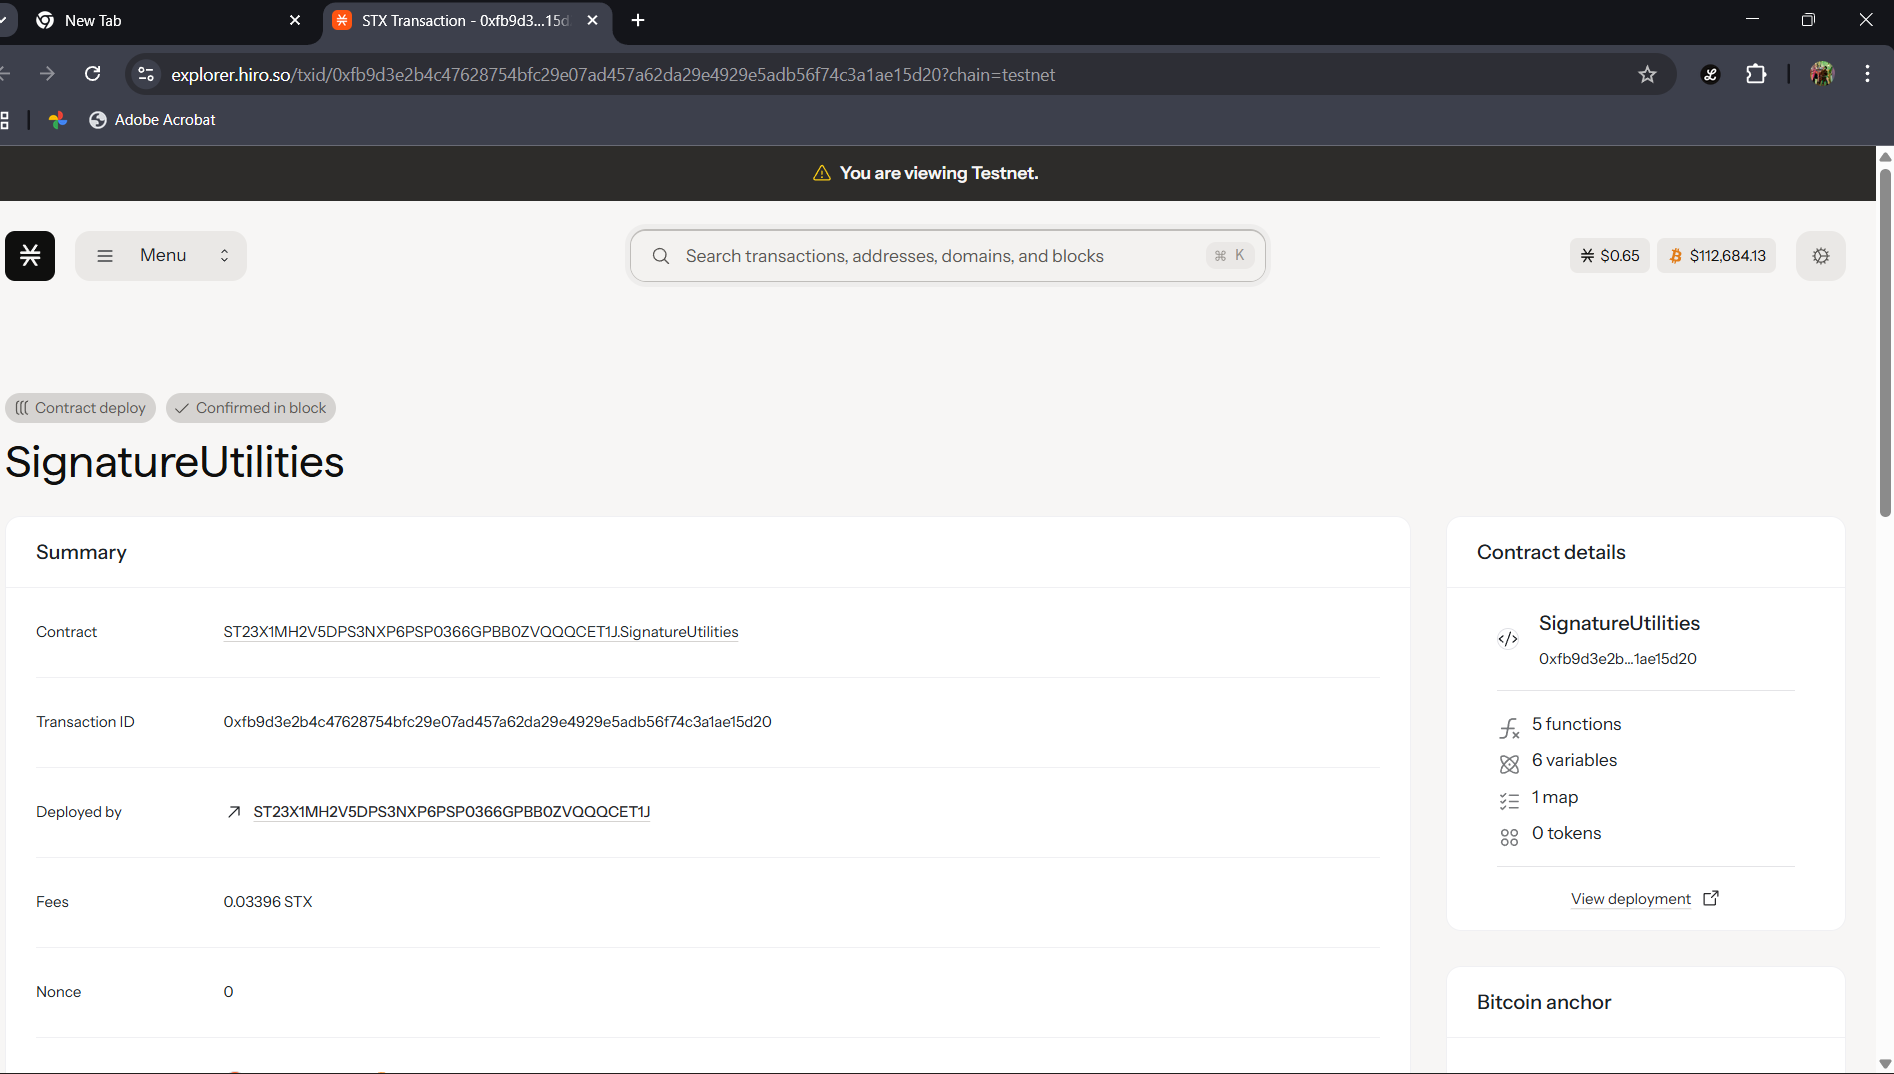 New Tab
STX Transaction - 0xfb9d3...15d
explorer.hiro.so/txid/0xfb9d3e2b4c47628754bfc29e07ad457a62da29e4929e5adb56f74c3a1ae15d20?chain=testnet
Adobe Acrobat
You are viewing Testnet.
Menu
Search transactions, addresses, domains, and blocks
⌘ K
$0.65
$112,684.13
Contract deploy
Confirmed in block
SignatureUtilities
Summary
Contract
ST23X1MH2V5DPS3NXP6PSP0366GPBB0ZVQQQCET1J.SignatureUtilities
Transaction ID
0xfb9d3e2b4c47628754bfc29e07ad457a62da29e4929e5adb56f74c3a1ae15d20
Deployed by
ST23X1MH2V5DPS3NXP6PSP0366GPBB0ZVQQQCET1J
Fees
0.03396 STX
Nonce
0
Contract details
SignatureUtilities
0xfb9d3e2b...1ae15d20
5 functions
6 variables
1 map
0 tokens
View deployment
Bitcoin anchor